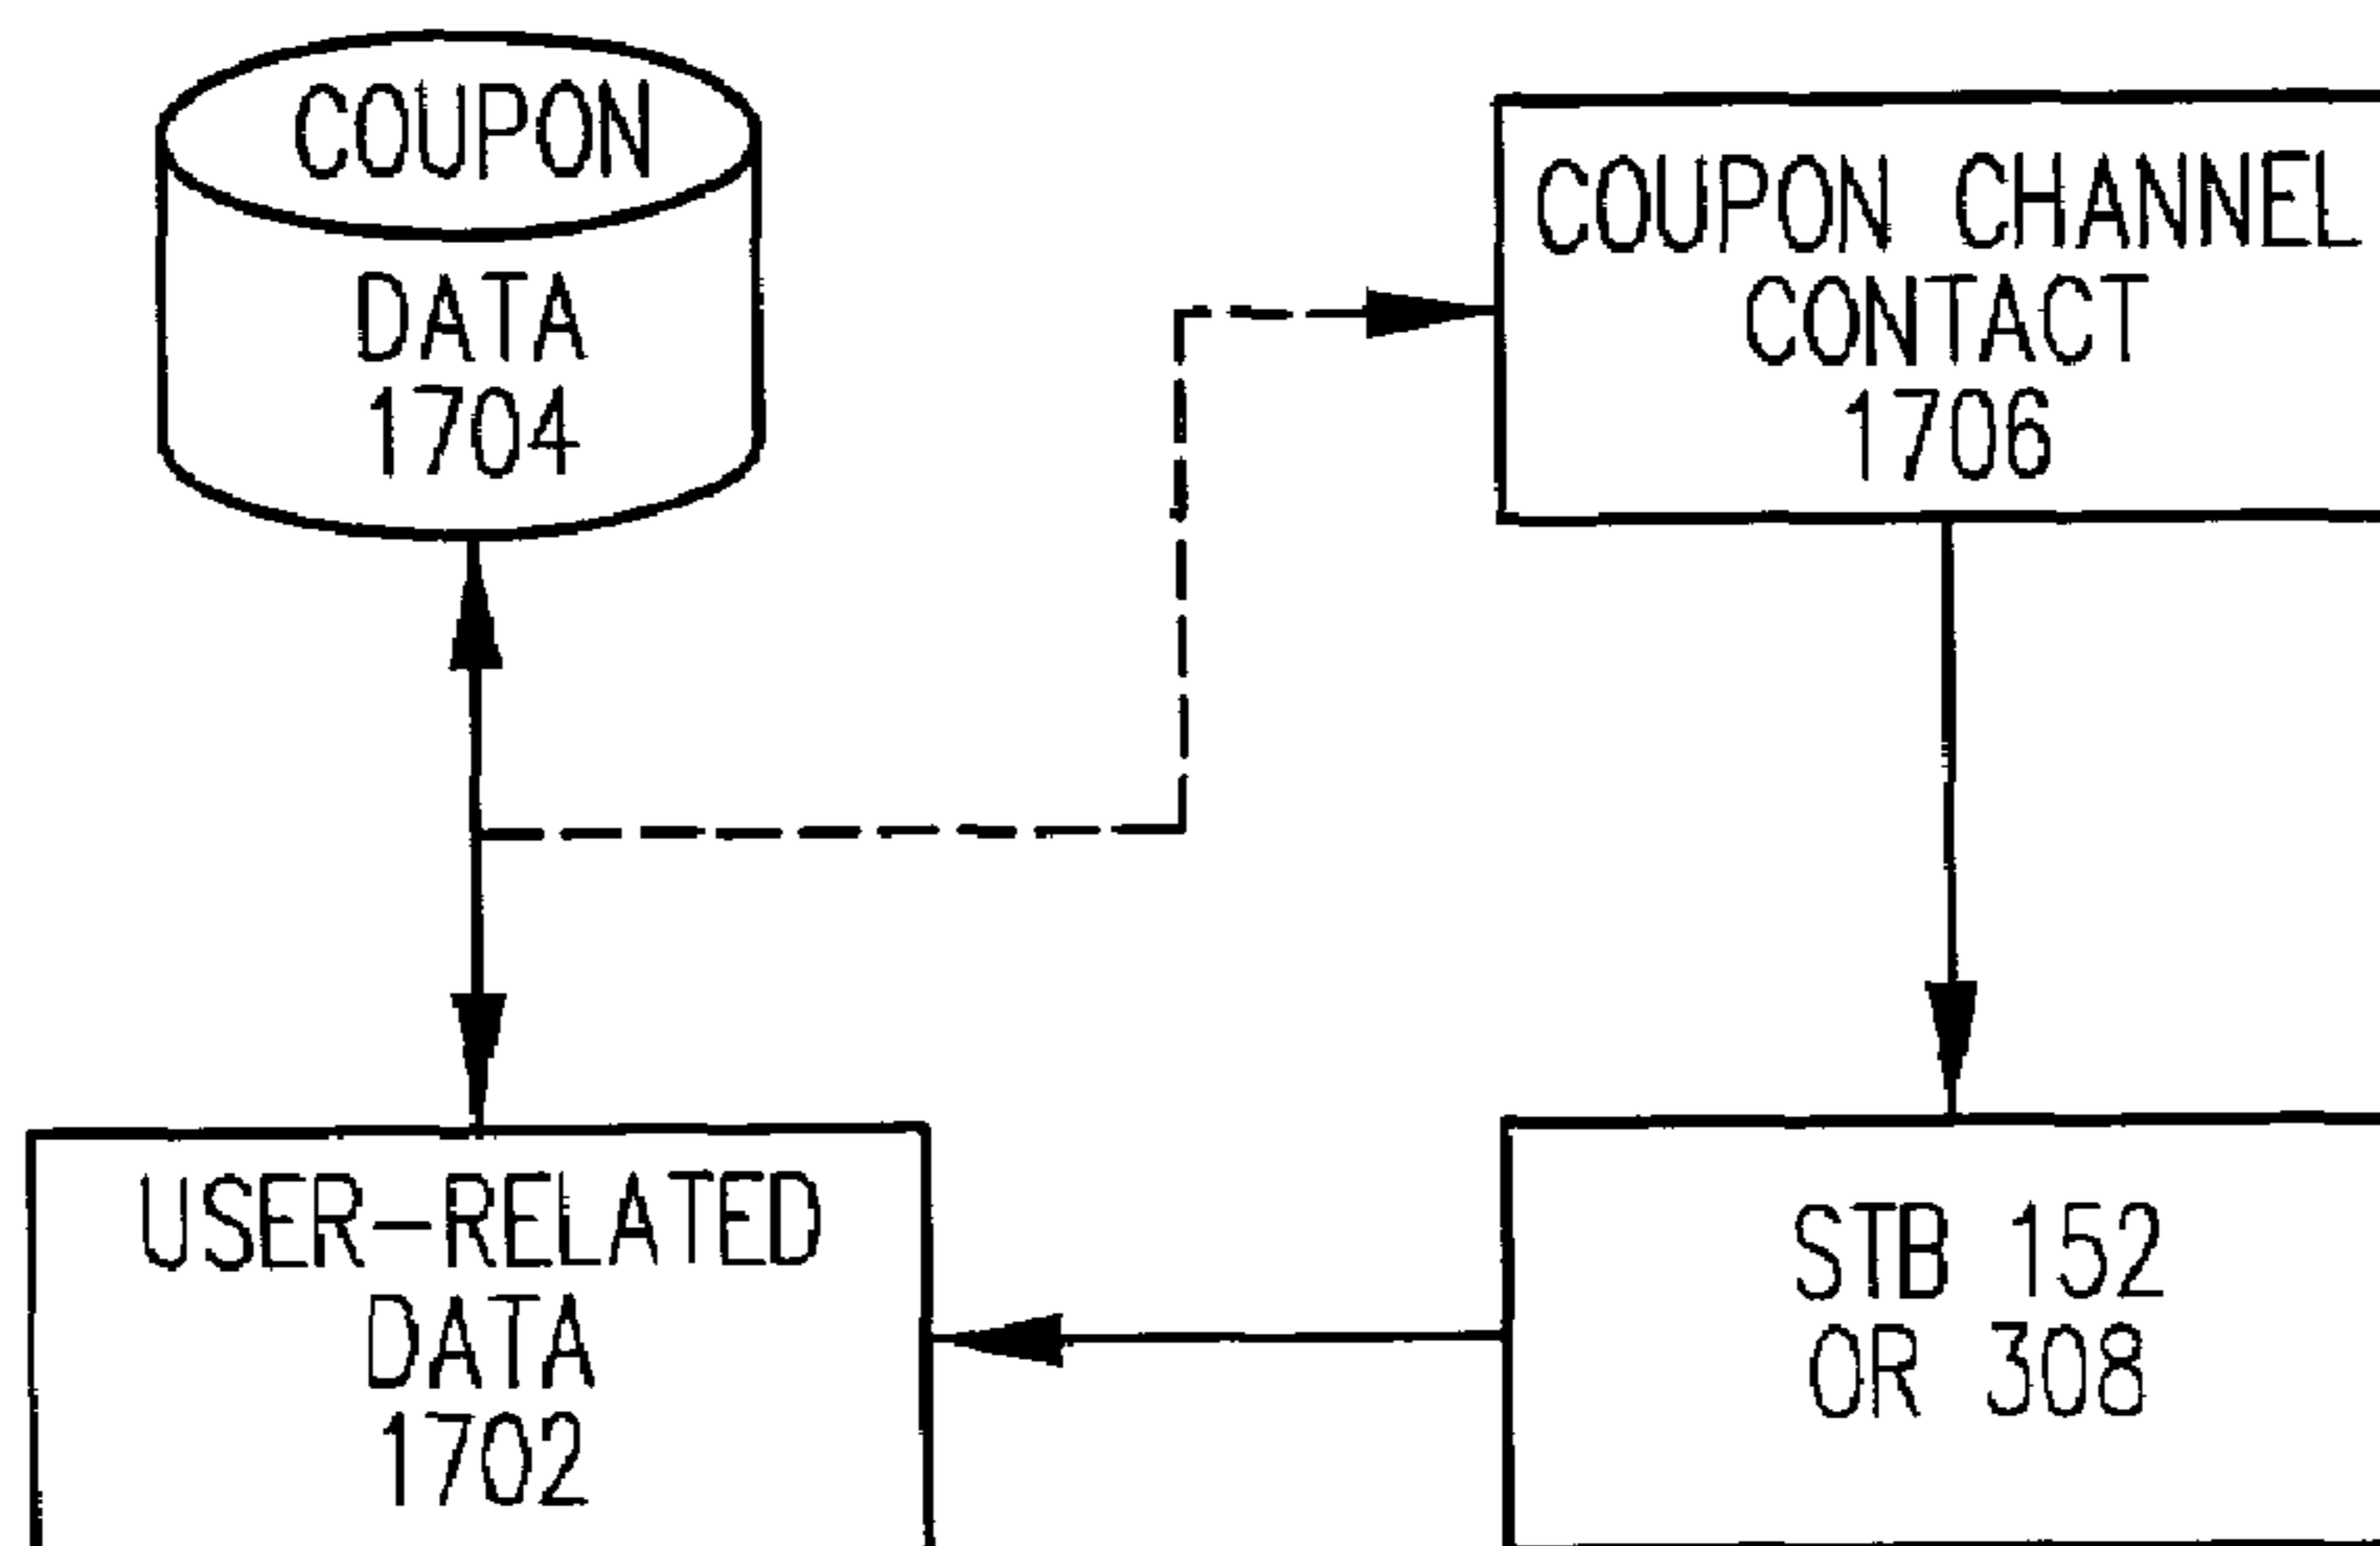 COUPON
DATA
1704
COUPON CHANNEL
CONTACT
1706
USER-RELATED
DATA
1702
STB 152
OR 308